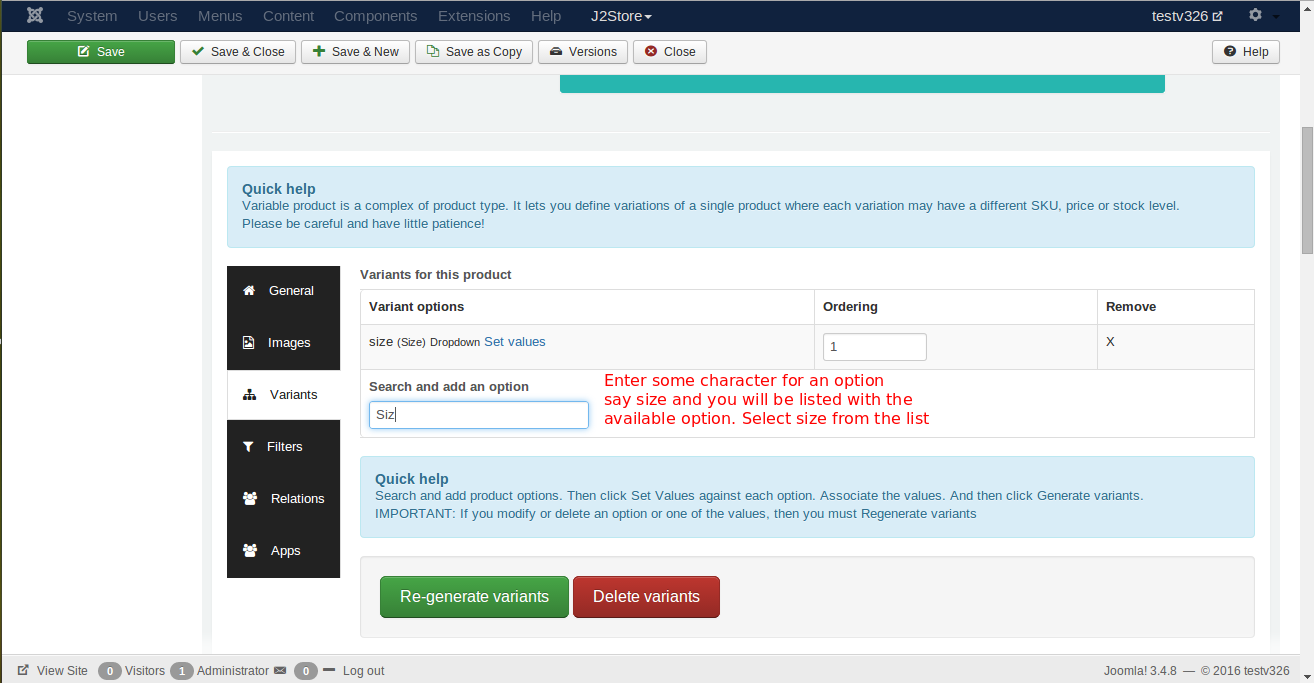 System Users Menus Content Components Extensions Help J2Store testv326
Save Save & Close Save & New Save as Copy Versions Close Help
Quick help
Variable product is a complex of product type. It lets you define variations of a single product where each variation may have a different SKU, price or stock level.
Please be careful and have little patience!
General
Images
Variants
Filters
Relations
Apps
Variants for this product
Variant options Ordering Remove
size (Size) Dropdown Set values 1 X
Search and add an option
Siz
Enter some character for an option
say size and you will be listed with the
available option. Select size from the list
Quick help
Search and add product options. Then click Set Values against each option. Associate the values. And then click Generate variants.
IMPORTANT: If you modify or delete an option or one of the values, then you must Regenerate variants
Re-generate variants Delete variants
View Site 0 Visitors 1 Administrator 0 Log out Joomla! 3.4.8 — © 2016 testv326